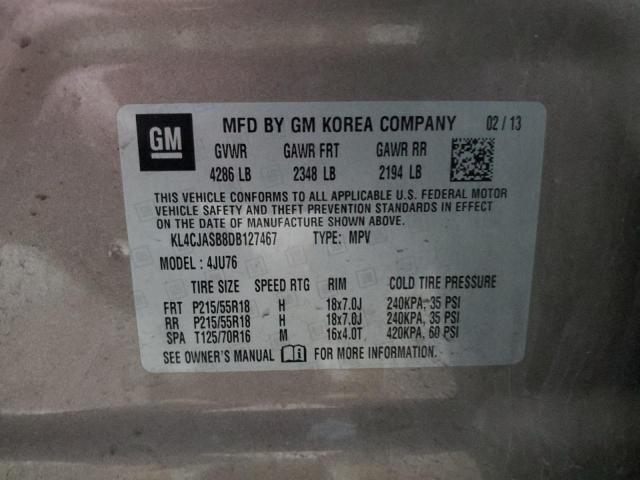 GM
MFD BY GM KOREA COMPANY 02 / 13
GVWR GAWR FRT GAWR RR
4286 LB 2348 LB 2194 LB
THIS VEHICLE CONFORMS TO ALL APPLICABLE U.S. FEDERAL MOTOR
VEHICLE SAFETY AND THEFT PREVENTION STANDARDS IN EFFECT
ON THE DATE OF MANUFACTURE SHOWN ABOVE.
KL4CJASB8DB127467 TYPE: MPV
MODEL: 4JU76
TIRE SIZE SPEED RTG RIM COLD TIRE PRESSURE
FRT P215/55R18 H 18x7.0J 240KPA, 35 PSI
RR P215/55R18 H 18x7.0J 240KPA, 35 PSI
SPA T125/70R16 M 16x4.0T 420KPA, 60 PSI
SEE OWNER'S MANUAL FOR MORE INFORMATION.